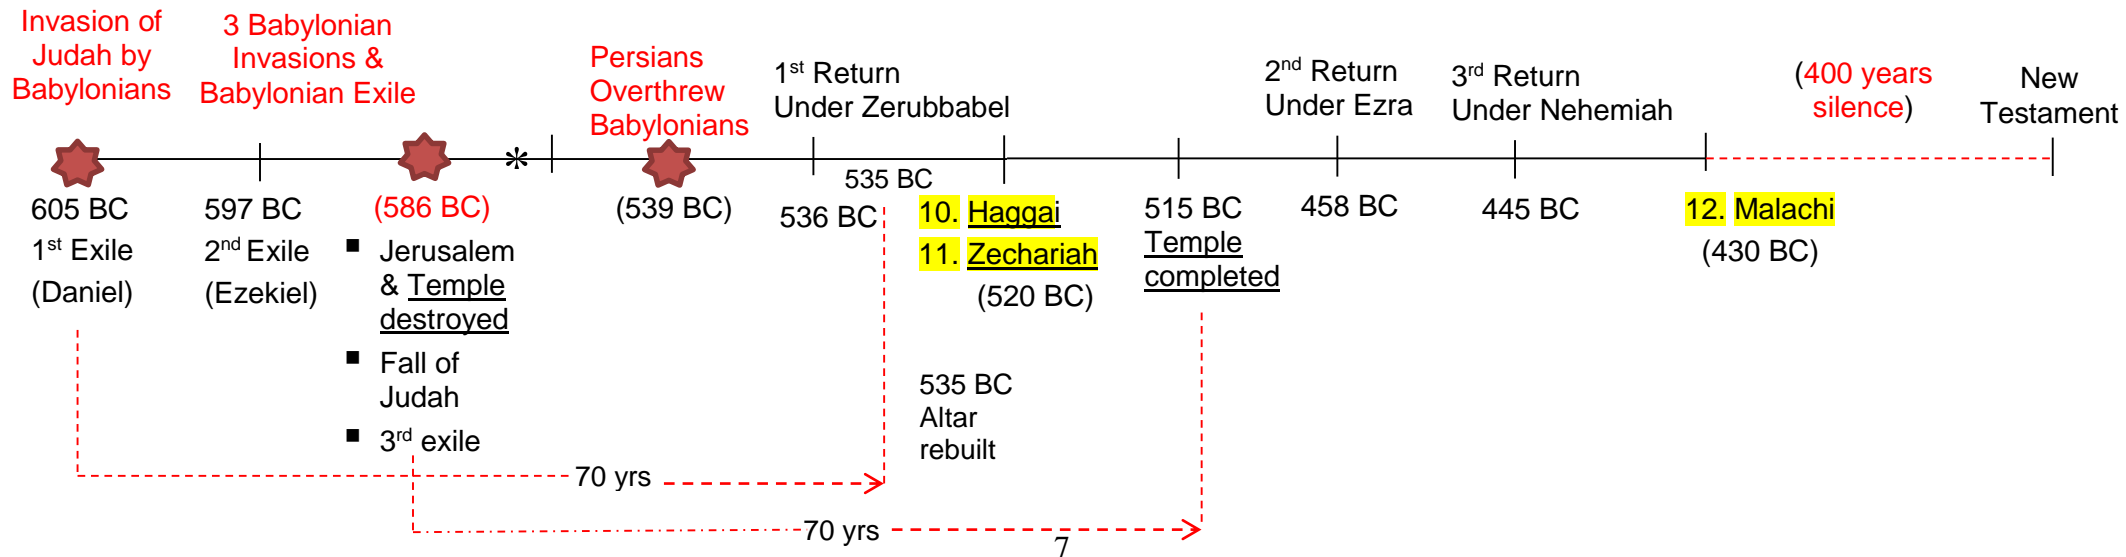 Invasion of
Judah by
Babylonians
3 Babylonian
Invasions &
Babylonian Exile
Persians
Overthrew
Babylonians
1st Return
Under Zerubbabel
2nd Return
Under Ezra
3rd Return
Under Nehemiah
(400 years
silence)
New
Testament
*
605 BC
1st Exile
(Daniel)
597 BC
2nd Exile
(Ezekiel)
(586 BC)
▪ Jerusalem
& Temple
destroyed
▪ Fall of
Judah
▪ 3rd exile
(539 BC)
536 BC
535 BC
10. Haggai
11. Zechariah
(520 BC)
535 BC
Altar
rebuilt
515 BC
Temple
completed
458 BC
445 BC
12. Malachi
(430 BC)
70 yrs
70 yrs
7